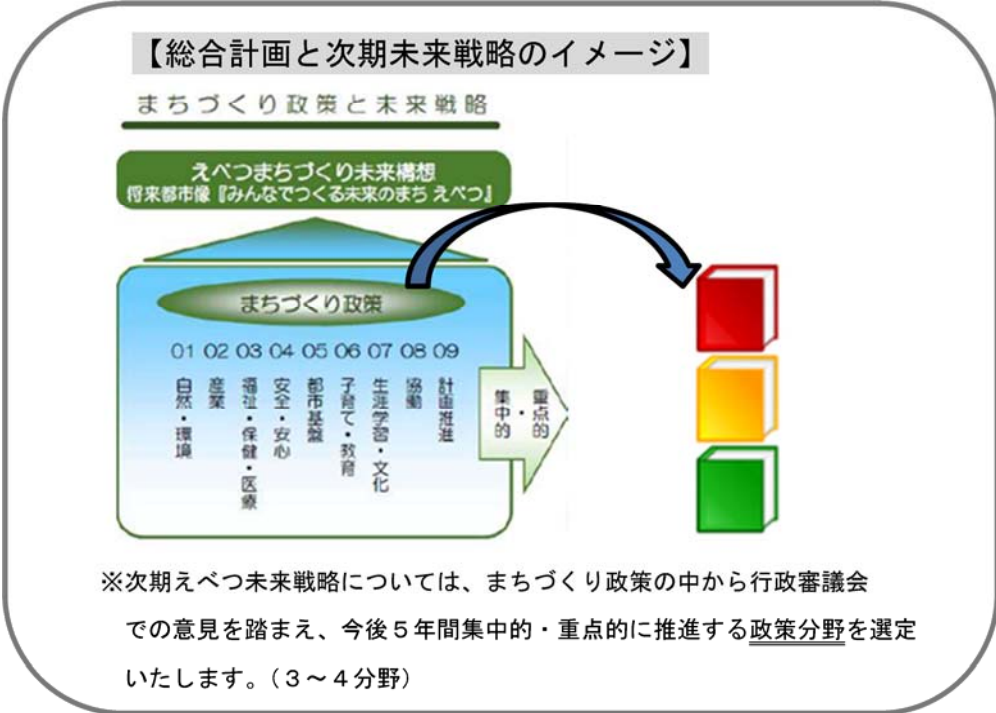 【総合計画と次期未来戦略のイメージ】
まちづくり政策と未来戦略
えべつまちづくり未来構想
将来都市像『みんなでつくる未来のまち えべつ』
まちづくり政策
01 02 03 04 05 06 07 08 09
自然・環境
産業
福祉・保健・医療
安全・安心
都市基盤
子育て・教育
生涯学習・文化
協働
計画推進
重点的
・
集中的
※次期えべつ未来戦略については、まちづくり政策の中から行政審議会
での意見を踏まえ、今後５年間集中的・重点的に推進する政策分野を選定
いたします。（３～４分野）